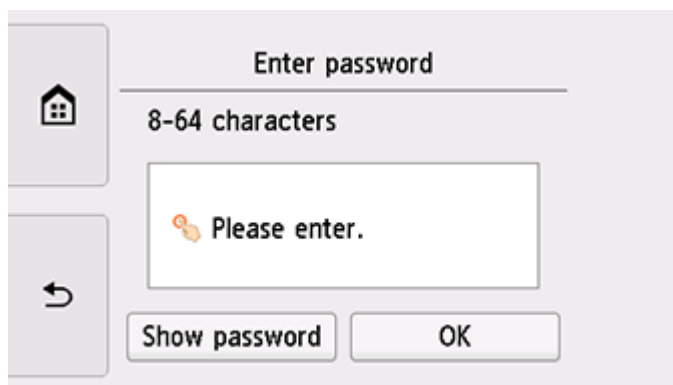 Enter password
8-64 characters
Please enter.
Show password
OK